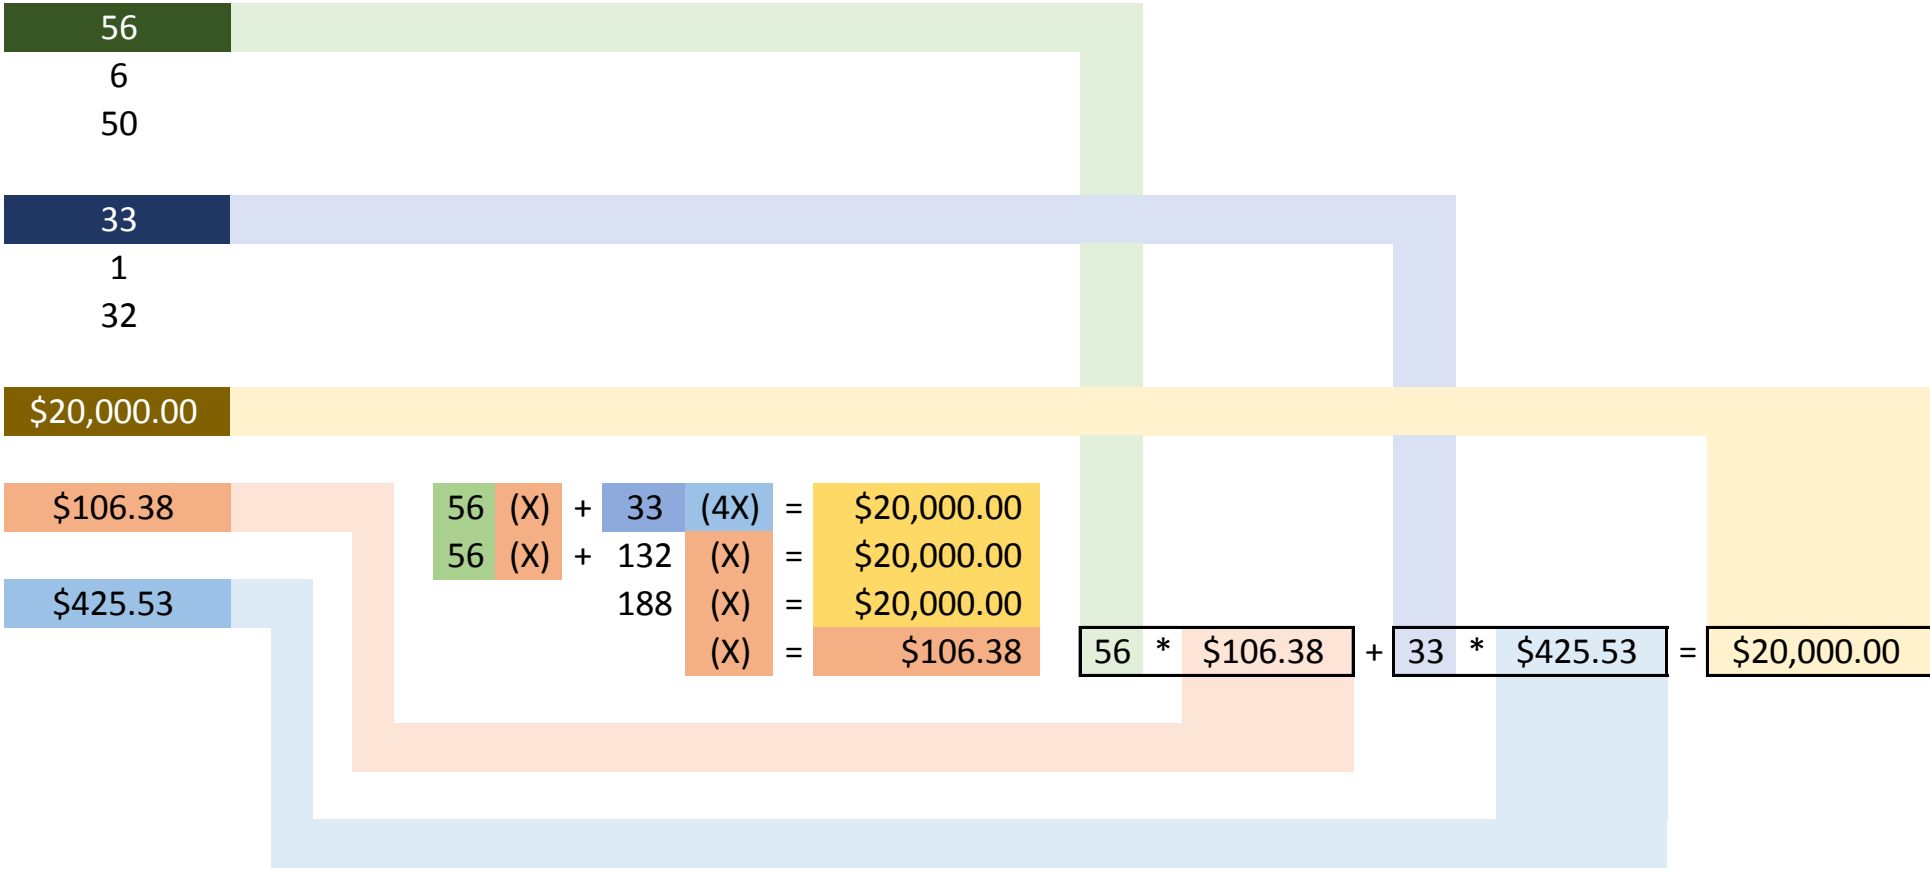 56
6
50
33
1
32
$20,000.00
$106.38 56 (X) + 33 (4X) = $20,000.00
56 (X) + 132 (X) = $20,000.00
$425.53 188 (X) = $20,000.00
(X) = $106.38 56 * $106.38 + 33 * $425.53 = $20,000.00